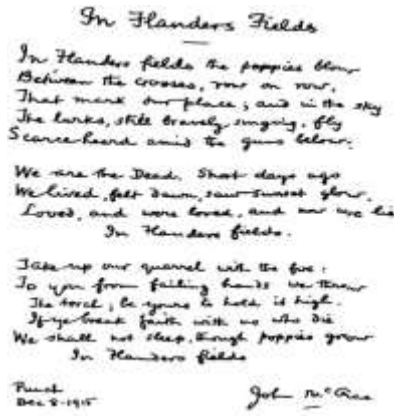 In Flanders Fields
In Flanders fields the poppies blow
Between the crosses, row on row,
That mark our place; and in the sky
The larks, still bravely singing, fly
Scarce heard amid the guns below.
We are the Dead. Short days ago
We lived, felt dawn, saw sunset glow,
Loved, and were loved, and now we lie
In Flanders fields.
Take up our quarrel with the foe:
To you from failing hands we throw
The torch; be yours to hold it high.
If ye break faith with us who die
We shall not sleep, though poppies grow
In Flanders fields
Punch
Dec 8 - 1915
John McCrae